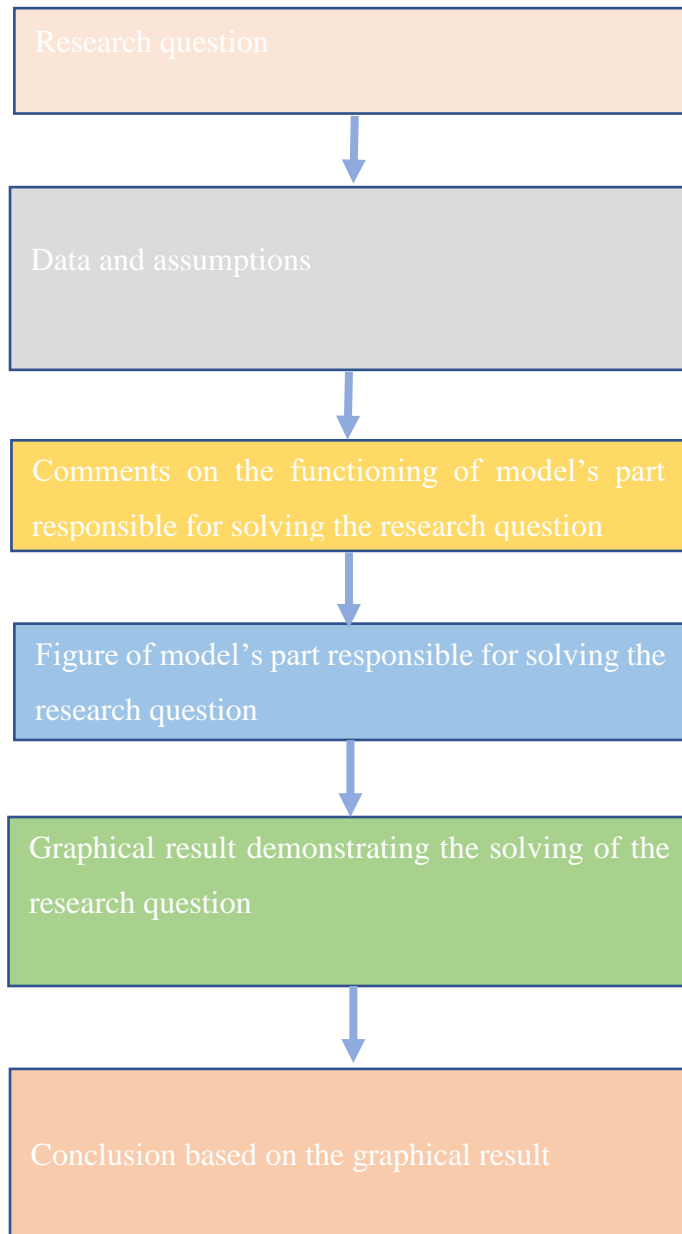 Research question
Data and assumptions
Comments on the functioning of model’s part
responsible for solving the research question
Figure of model’s part responsible for solving the
research question
Graphical result demonstrating the solving of the
research question
Conclusion based on the graphical result